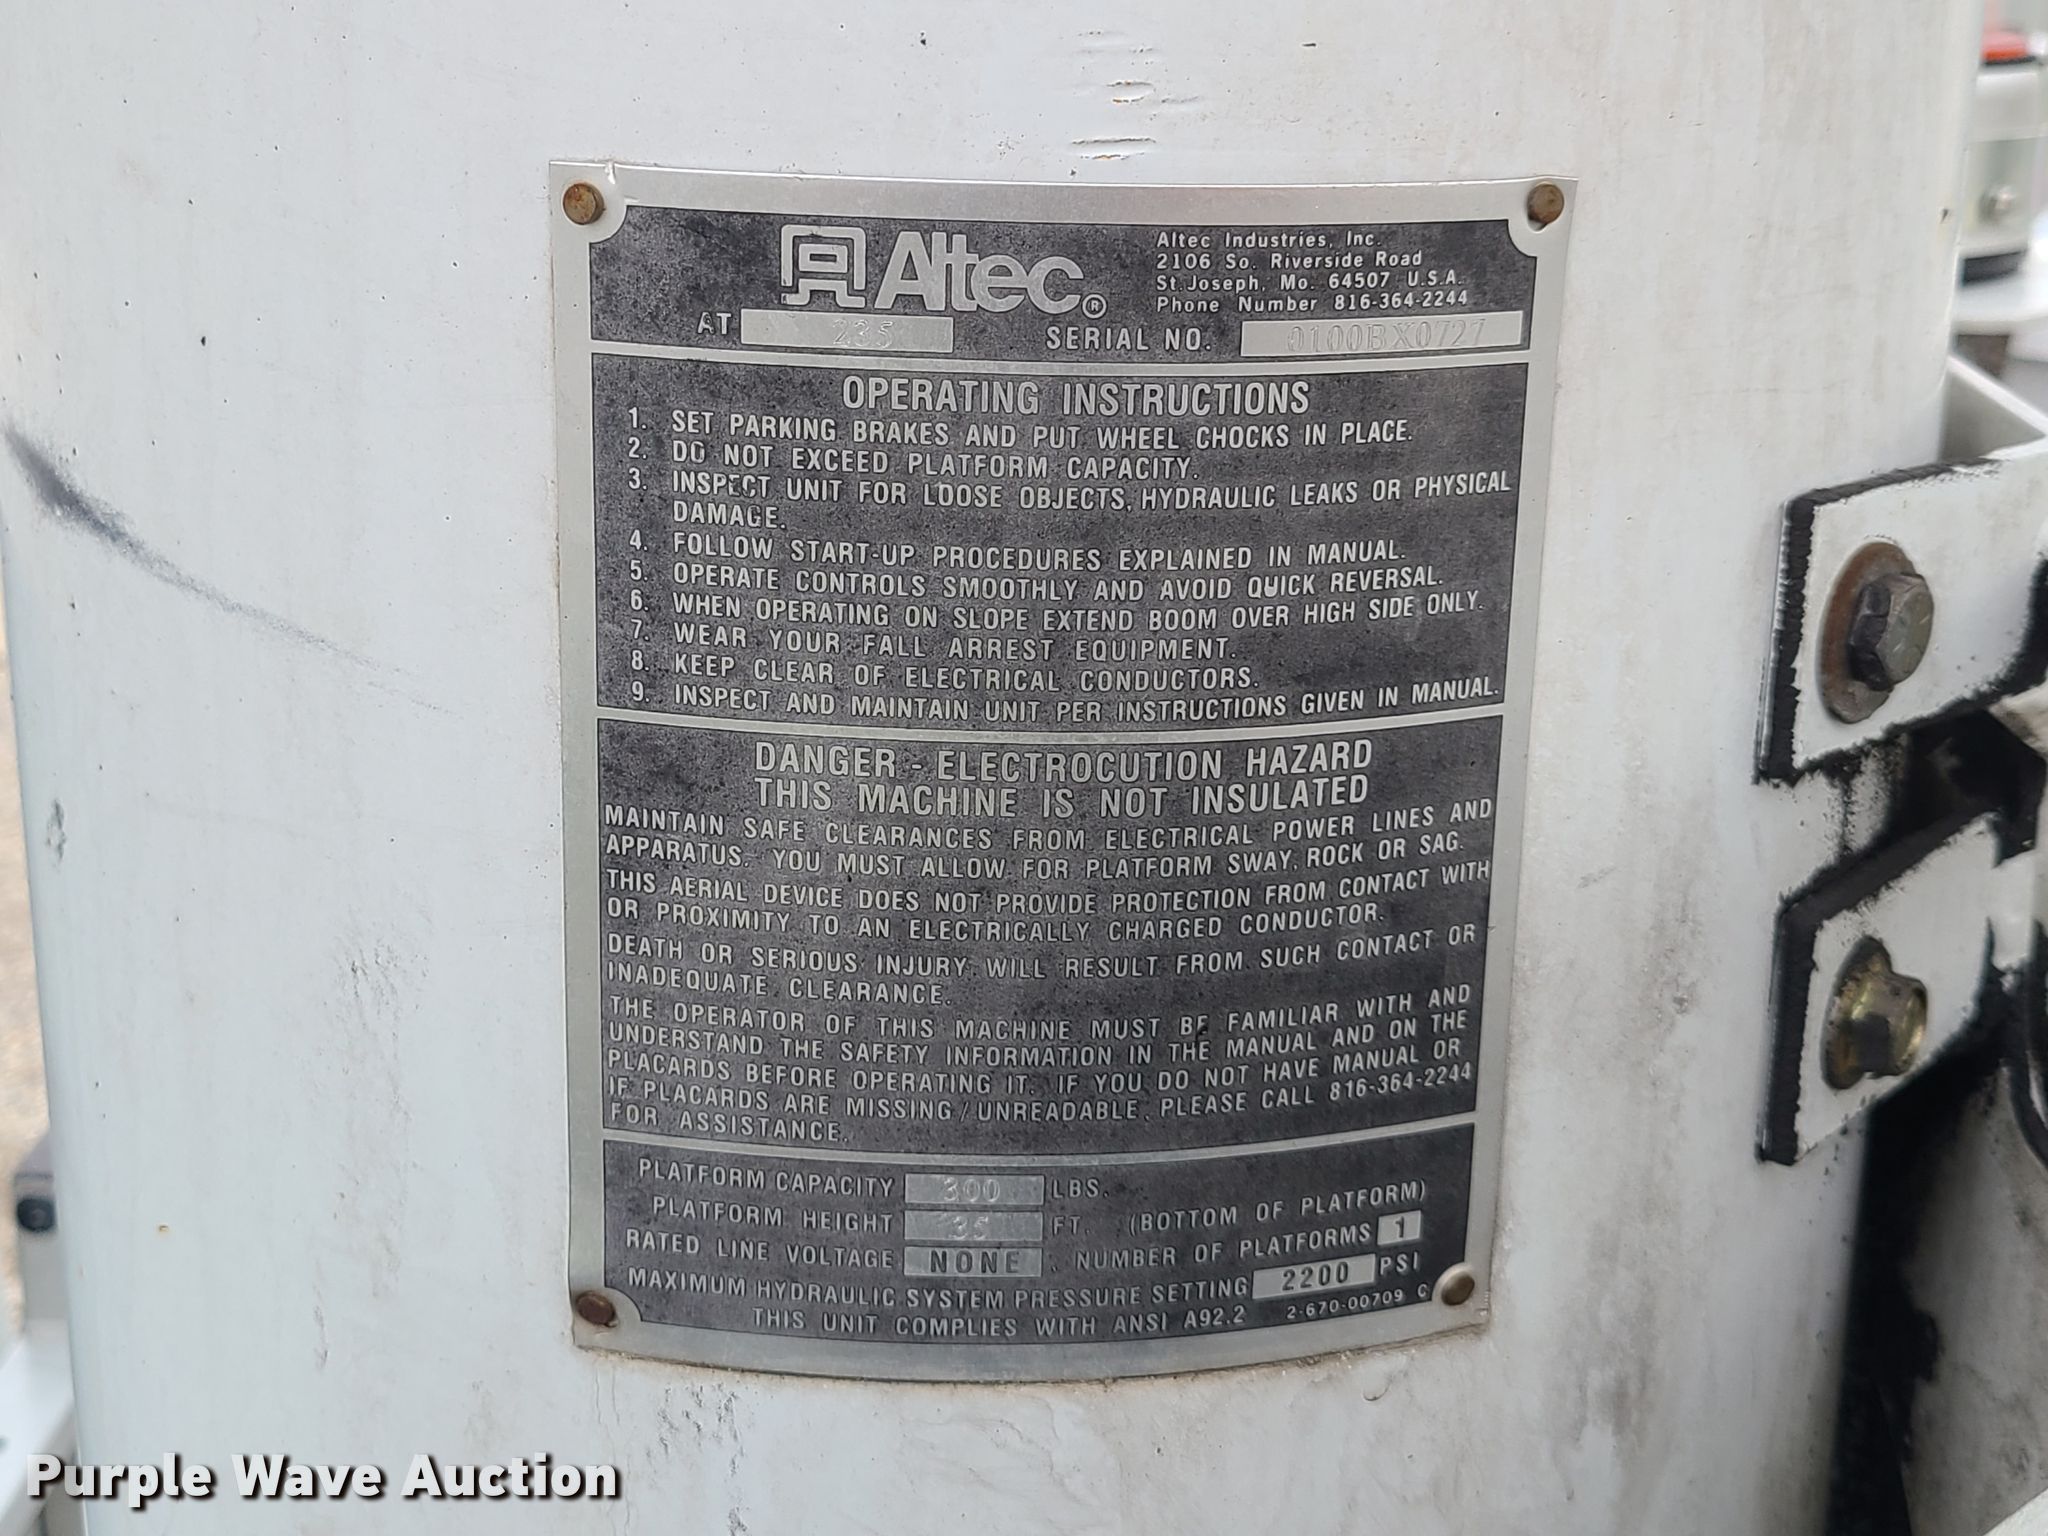 Altec®
Altec Industries, Inc.
2106 So. Riverside Road
St. Joseph, Mo. 64507 U.S.A.
Phone Number 816-364-2244
AT 235 SERIAL NO. 0100BX0727
OPERATING INSTRUCTIONS
1. SET PARKING BRAKES AND PUT WHEEL CHOCKS IN PLACE.
2. DO NOT EXCEED PLATFORM CAPACITY.
3. INSPECT UNIT FOR LOOSE OBJECTS, HYDRAULIC LEAKS OR PHYSICAL
DAMAGE.
4. FOLLOW START-UP PROCEDURES EXPLAINED IN MANUAL.
5. OPERATE CONTROLS SMOOTHLY AND AVOID QUICK REVERSAL.
6. WHEN OPERATING ON SLOPE EXTEND BOOM OVER HIGH SIDE ONLY.
7. WEAR YOUR FALL ARREST EQUIPMENT.
8. KEEP CLEAR OF ELECTRICAL CONDUCTORS.
9. INSPECT AND MAINTAIN UNIT PER INSTRUCTIONS GIVEN IN MANUAL.
DANGER - ELECTROCUTION HAZARD
THIS MACHINE IS NOT INSULATED
MAINTAIN SAFE CLEARANCES FROM ELECTRICAL POWER LINES AND
APPARATUS. YOU MUST ALLOW FOR PLATFORM SWAY, ROCK OR SAG.
THIS AERIAL DEVICE DOES NOT PROVIDE PROTECTION FROM CONTACT WITH
OR PROXIMITY TO AN ELECTRICALLY CHARGED CONDUCTOR.
DEATH OR SERIOUS INJURY WILL RESULT FROM SUCH CONTACT OR
INADEQUATE CLEARANCE.
THE OPERATOR OF THIS MACHINE MUST BE FAMILIAR WITH AND
UNDERSTAND THE SAFETY INFORMATION IN THE MANUAL AND ON THE
PLACARDS BEFORE OPERATING IT. IF YOU DO NOT HAVE MANUAL OR
IF PLACARDS ARE MISSING/UNREADABLE, PLEASE CALL 816-364-2244
FOR ASSISTANCE.
PLATFORM CAPACITY 300 LBS.
PLATFORM HEIGHT 35 FT. (BOTTOM OF PLATFORM)
RATED LINE VOLTAGE NONE. NUMBER OF PLATFORMS 1
MAXIMUM HYDRAULIC SYSTEM PRESSURE SETTING 2200 PSI
THIS UNIT COMPLIES WITH ANSI A92.2 2-670-00709 C
Purple Wave Auction